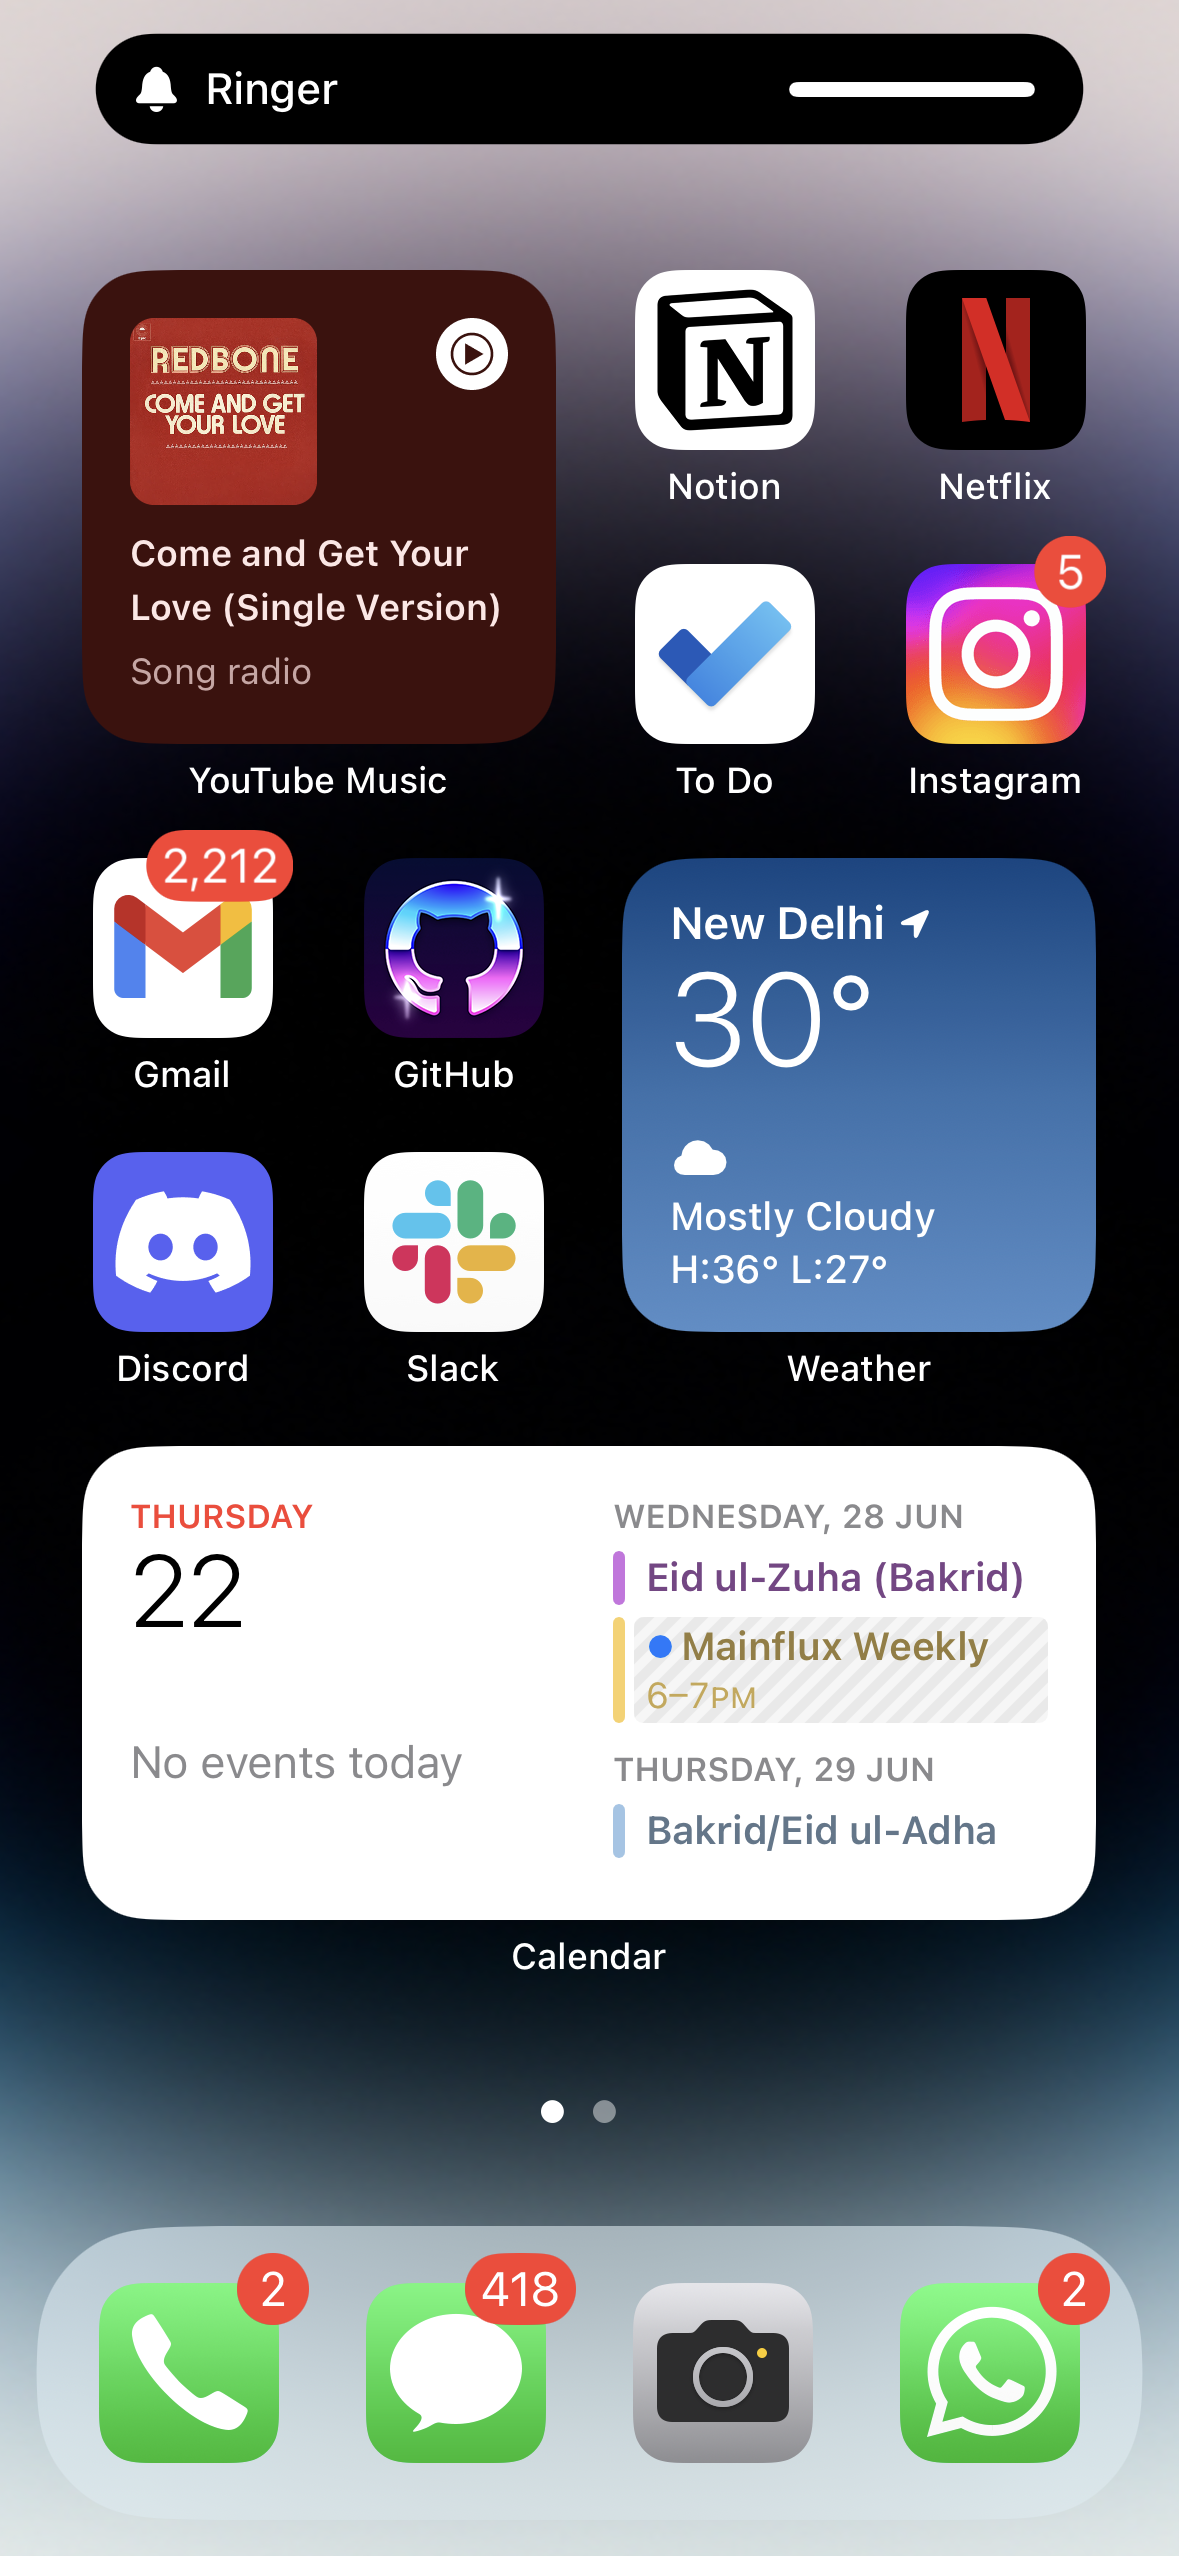 Ringer
REDBONE
COME AND GET
YOUR LOVE
Come and Get Your
Love (Single Version)
Song radio
YouTube Music
N
Notion
Netflix
To Do
5
Instagram
2,212
Gmail
GitHub
New Delhi
30°
Mostly Cloudy
H:36° L:27°
Weather
Discord
Slack
THURSDAY
22
No events today
WEDNESDAY, 28 JUN
Eid ul-Zuha (Bakrid)
Mainflux Weekly
6–7PM
THURSDAY, 29 JUN
Bakrid/Eid ul-Adha
Calendar
2
418
2